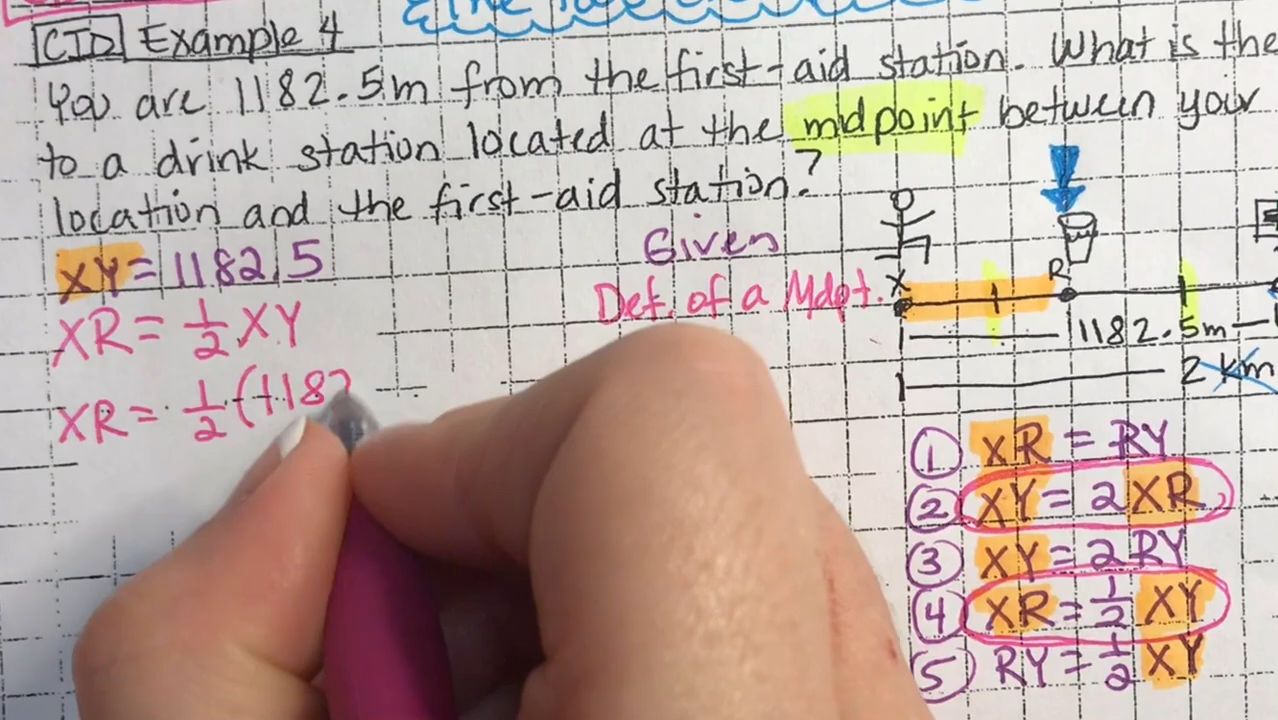 CID Example 4
You are 1182.5m from the first-aid station. What is the
to a drink station located at the midpoint between your
location and the first-aid station?
XY = 1182.5 Given
XR = 1/2 XY Def. of a Mdpt.
XR = 1/2 (1182
X R
1182.5m
2 km
① XR = RY
② XY = 2XR
③ XY = 2RY
④ XR = 1/2 XY
⑤ RY = 1/2 XY